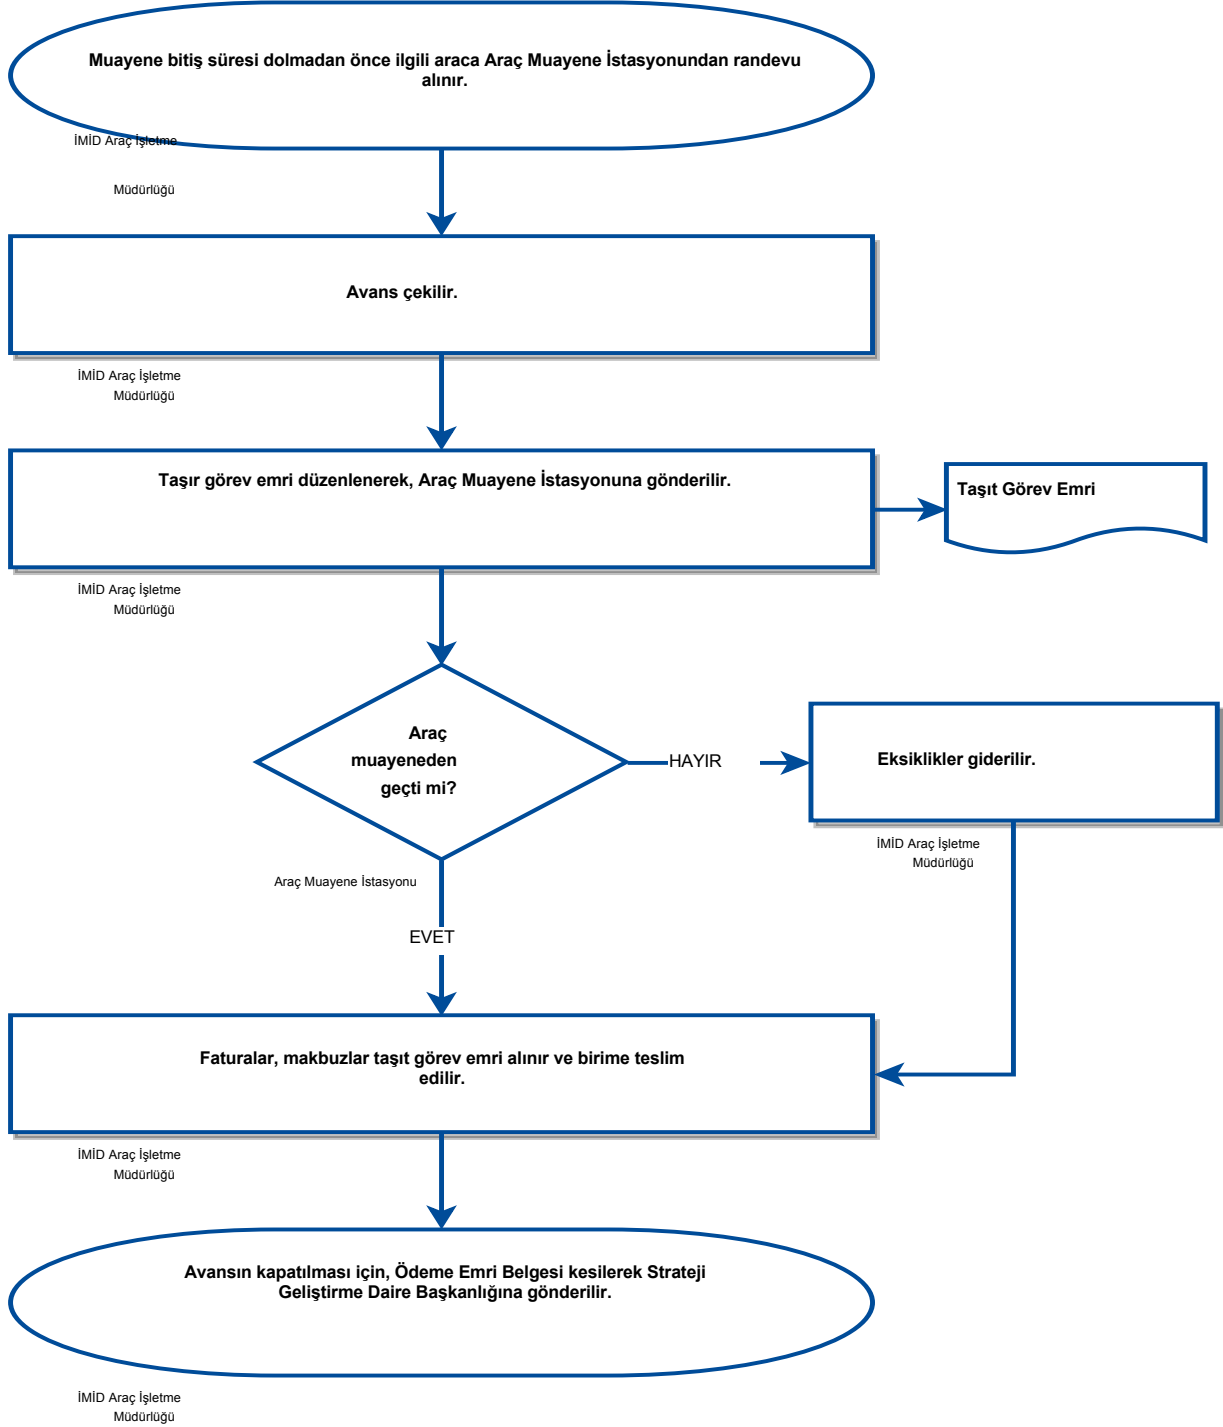 Muayene bitiş süresi dolmadan önce ilgili araca Araç Muayene İstasyonundan randevu
alınır.
İMİD Araç İşletme
Müdürlüğü
Avans çekilir.
İMİD Araç İşletme
Müdürlüğü
Taşır görev emri düzenlenerek, Araç Muayene İstasyonuna gönderilir.
Taşıt Görev Emri
İMİD Araç İşletme
Müdürlüğü
Araç
muayeneden
geçti mi?
HAYIR
Eksiklikler giderilir.
İMİD Araç İşletme
Müdürlüğü
Araç Muayene İstasyonu
EVET
Faturalar, makbuzlar taşıt görev emri alınır ve birime teslim
edilir.
İMİD Araç İşletme
Müdürlüğü
Avansın kapatılması için, Ödeme Emri Belgesi kesilerek Strateji
Geliştirme Daire Başkanlığına gönderilir.
İMİD Araç İşletme
Müdürlüğü